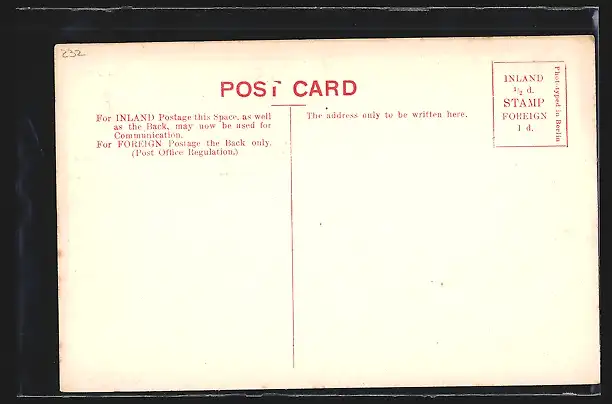 232
POST CARD
For INLAND Postage this Space, as well
as the Back, may now be used for
Communication.
For FOREIGN Postage the Back only.
(Post Office Regulation.)
The address only to be written here.
INLAND
½ d.
STAMP
FOREIGN
1 d.
Phot-typed in Berlin